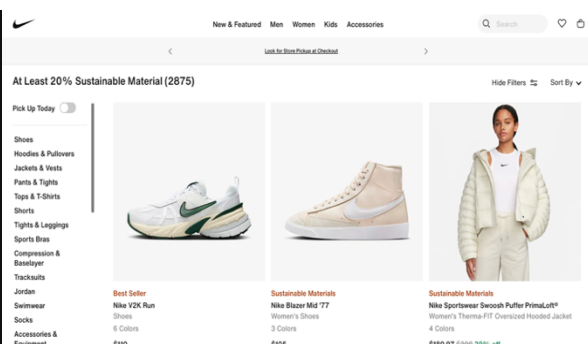 New & Featured Men Women Kids Accessories
Search
Look for Store Pickup at Checkout
At Least 20% Sustainable Material (2875)
Hide Filters
Sort By
Pick Up Today
Shoes
Hoodies & Pullovers
Jackets & Vests
Pants & Tights
Tops & T-Shirts
Shorts
Tights & Leggings
Sports Bras
Compression &
Baselayer
Tracksuits
Jordan
Swimwear
Socks
Accessories &
Equipment
Best Seller
Nike V2K Run
Shoes
6 Colors
$110
Sustainable Materials
Nike Blazer Mid '77
Women's Shoes
3 Colors
$105
Sustainable Materials
Nike Sportswear Swoosh Puffer PrimaLoft®
Women's Therma-FIT Oversized Hooded Jacket
4 Colors
20% off